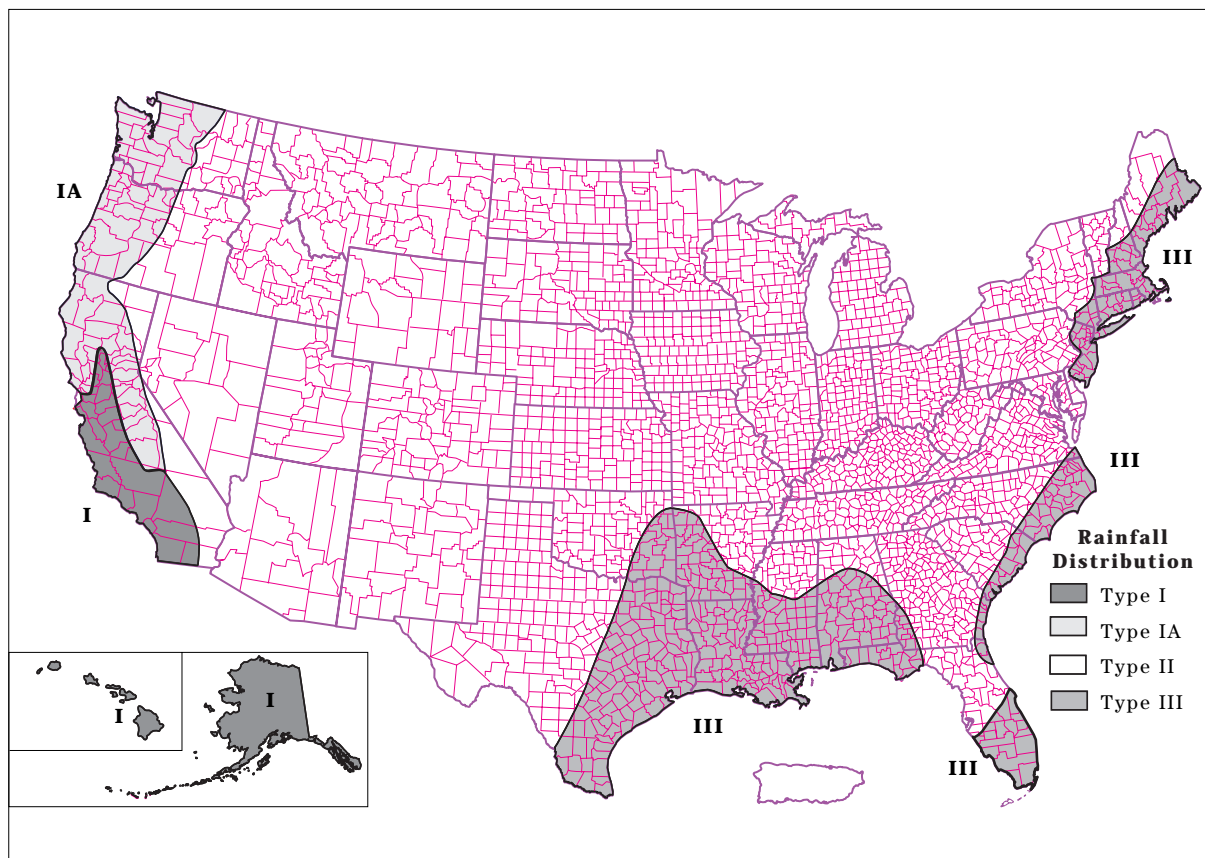 IA
III
III
I
Rainfall
Distribution
Type I
Type IA
Type II
Type III
I
I
III
III